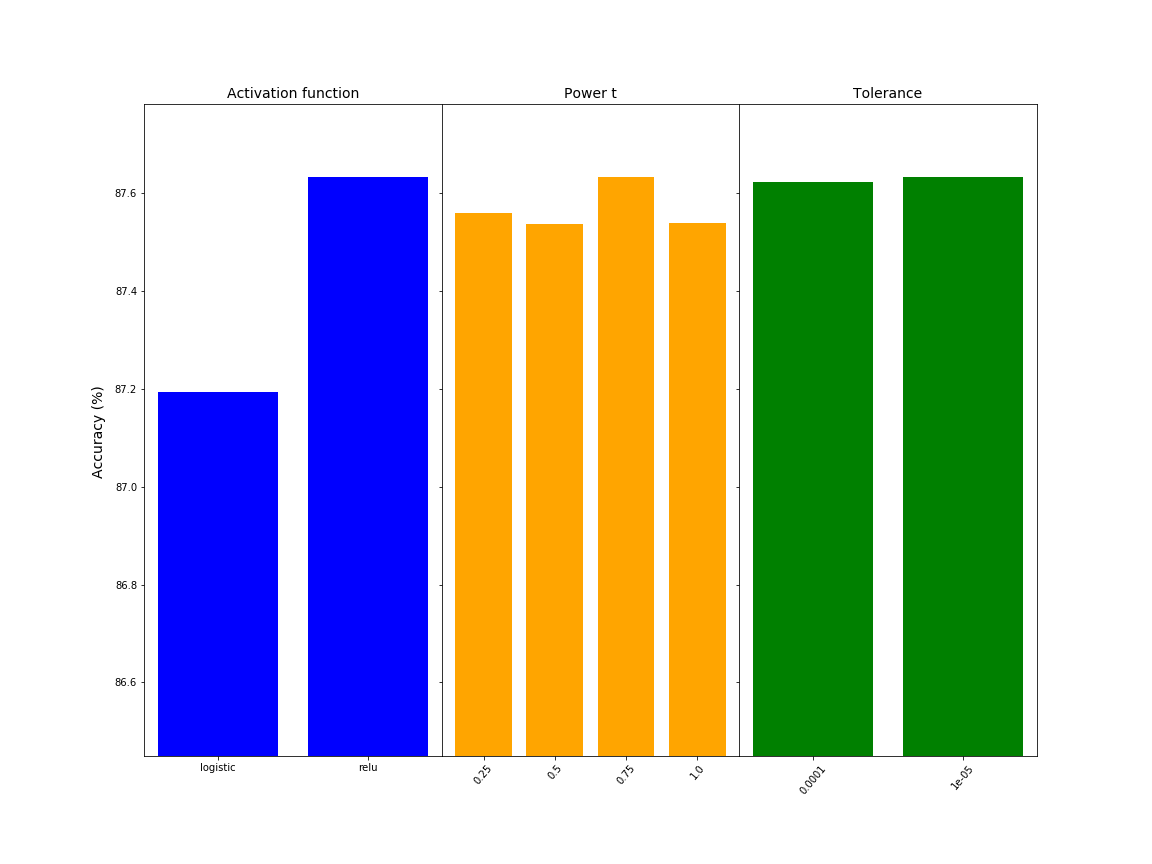 Activation function
Power t
Tolerance
Accuracy (%)
87.6
87.4
87.2
87.0
86.8
86.6
logistic
relu
0.25
0.5
0.75
1.0
0.0001
1e-05